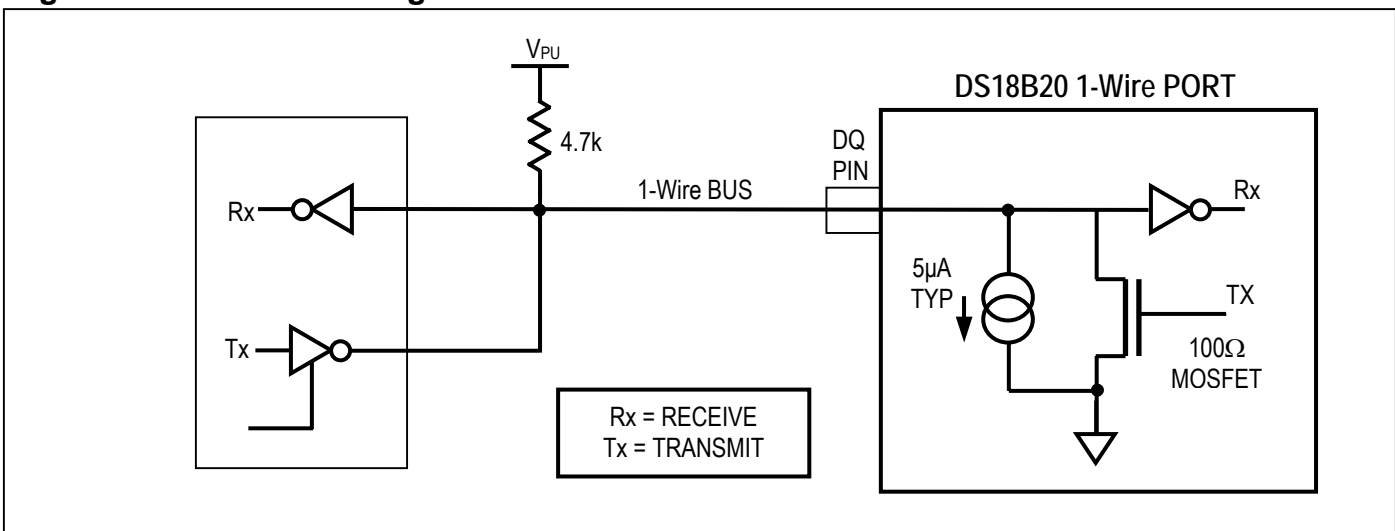 VPU
4.7k
1-Wire BUS
Rx
Tx
DS18B20 1-Wire PORT
DQ
PIN
Rx
5µA
TYP
TX
100Ω
MOSFET
Rx = RECEIVE
Tx = TRANSMIT